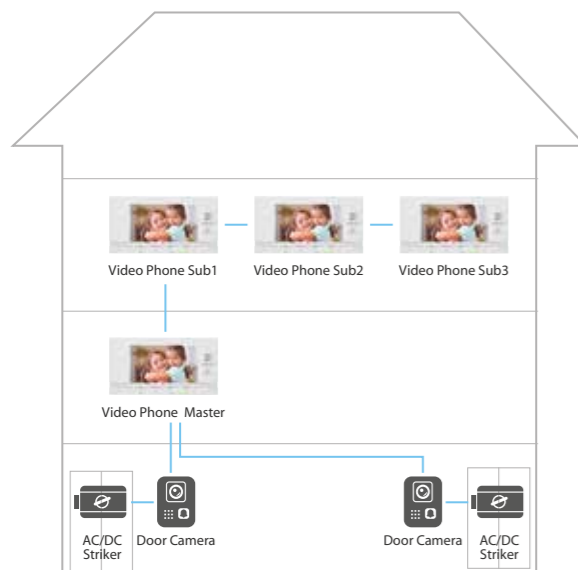 Video Phone Sub1
Video Phone Sub2
Video Phone Sub3
Video Phone Master
AC/DC
Striker
Door Camera
Door Camera
AC/DC
Striker